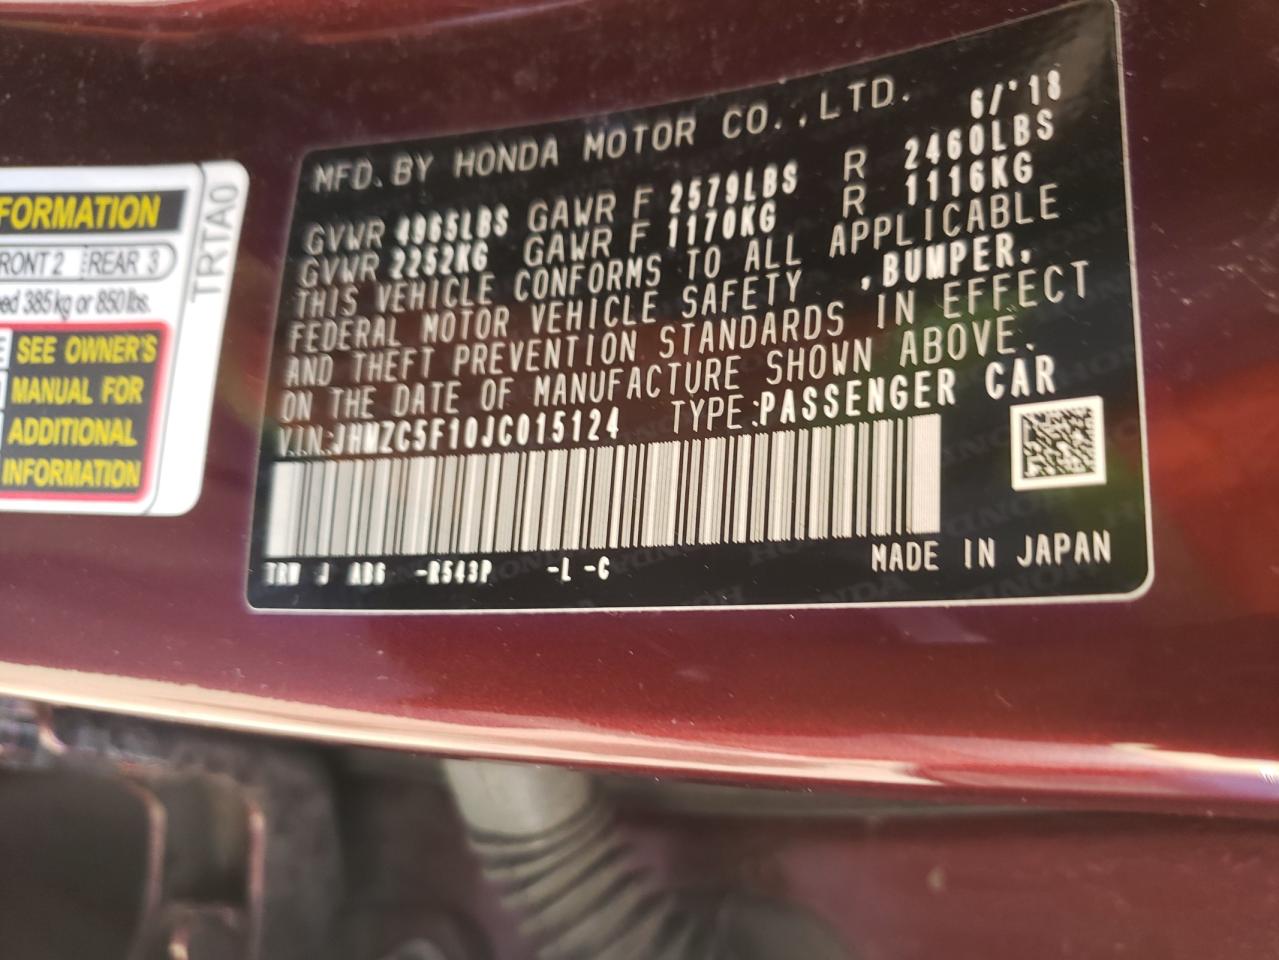 FORMATION
RONT 2 REAR 3
ed 385 kg or 850 lbs.
SEE OWNER'S
MANUAL FOR
ADDITIONAL
INFORMATION
TRTA0
MFD. BY HONDA MOTOR CO., LTD. 6/'18
GVWR 4965LBS GAWR F 2579LBS R 2460LBS
GVWR 2252KG GAWR F 1170KG R 1116KG
THIS VEHICLE CONFORMS TO ALL APPLICABLE
FEDERAL MOTOR VEHICLE SAFETY ,BUMPER,
AND THEFT PREVENTION STANDARDS IN EFFECT
ON THE DATE OF MANUFACTURE SHOWN ABOVE.
VIN:JHMZC5F10JC015124 TYPE:PASSENGER CAR
TRW J AB6 -R543P -L -C
MADE IN JAPAN